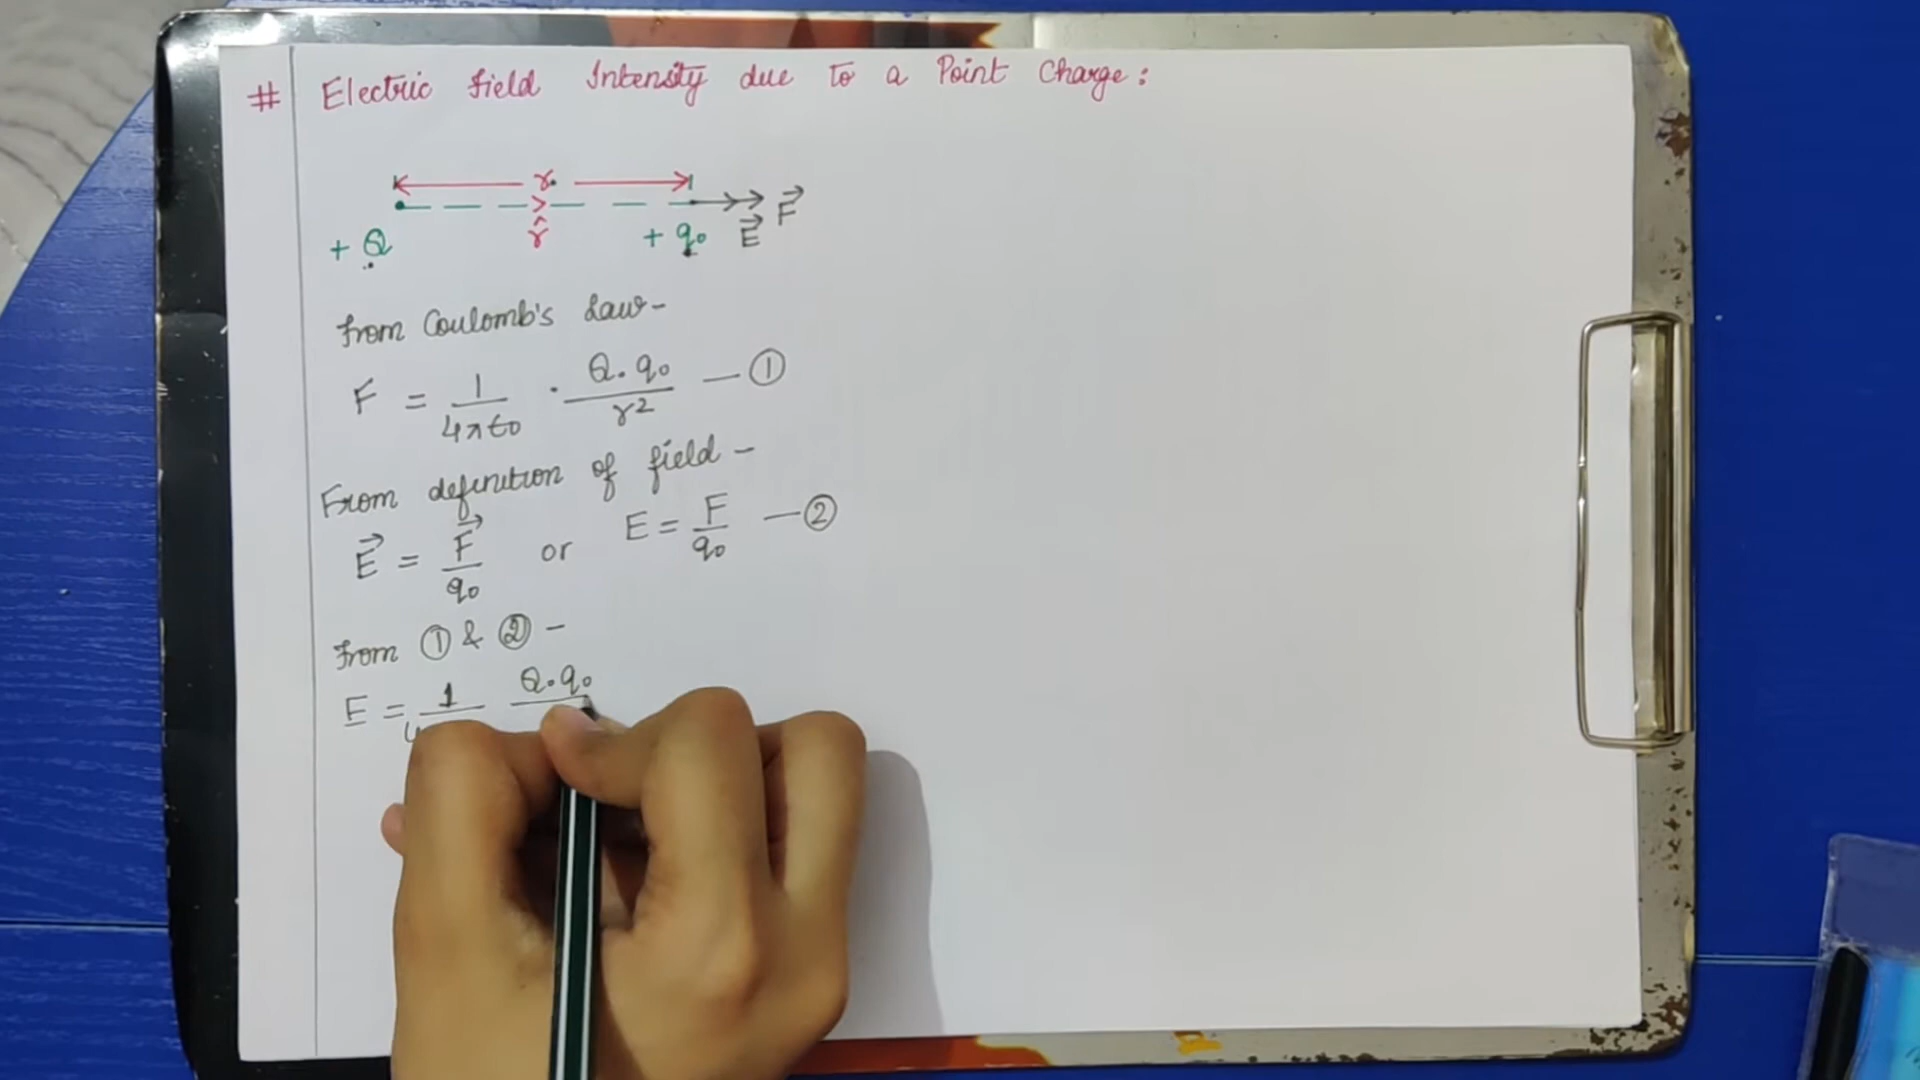 # Electric field Intensity due to a Point Charge:
r
+ Q r̂ + q₀ E⃗ F⃗
from Coulomb's Law-
F = 1/4πϵ₀ · Q.q₀/r² — ①
From definition of field -
E⃗ = F⃗/q₀ or E = F/q₀ — ②
from ① & ② -
E = 1/4 Q.q₀